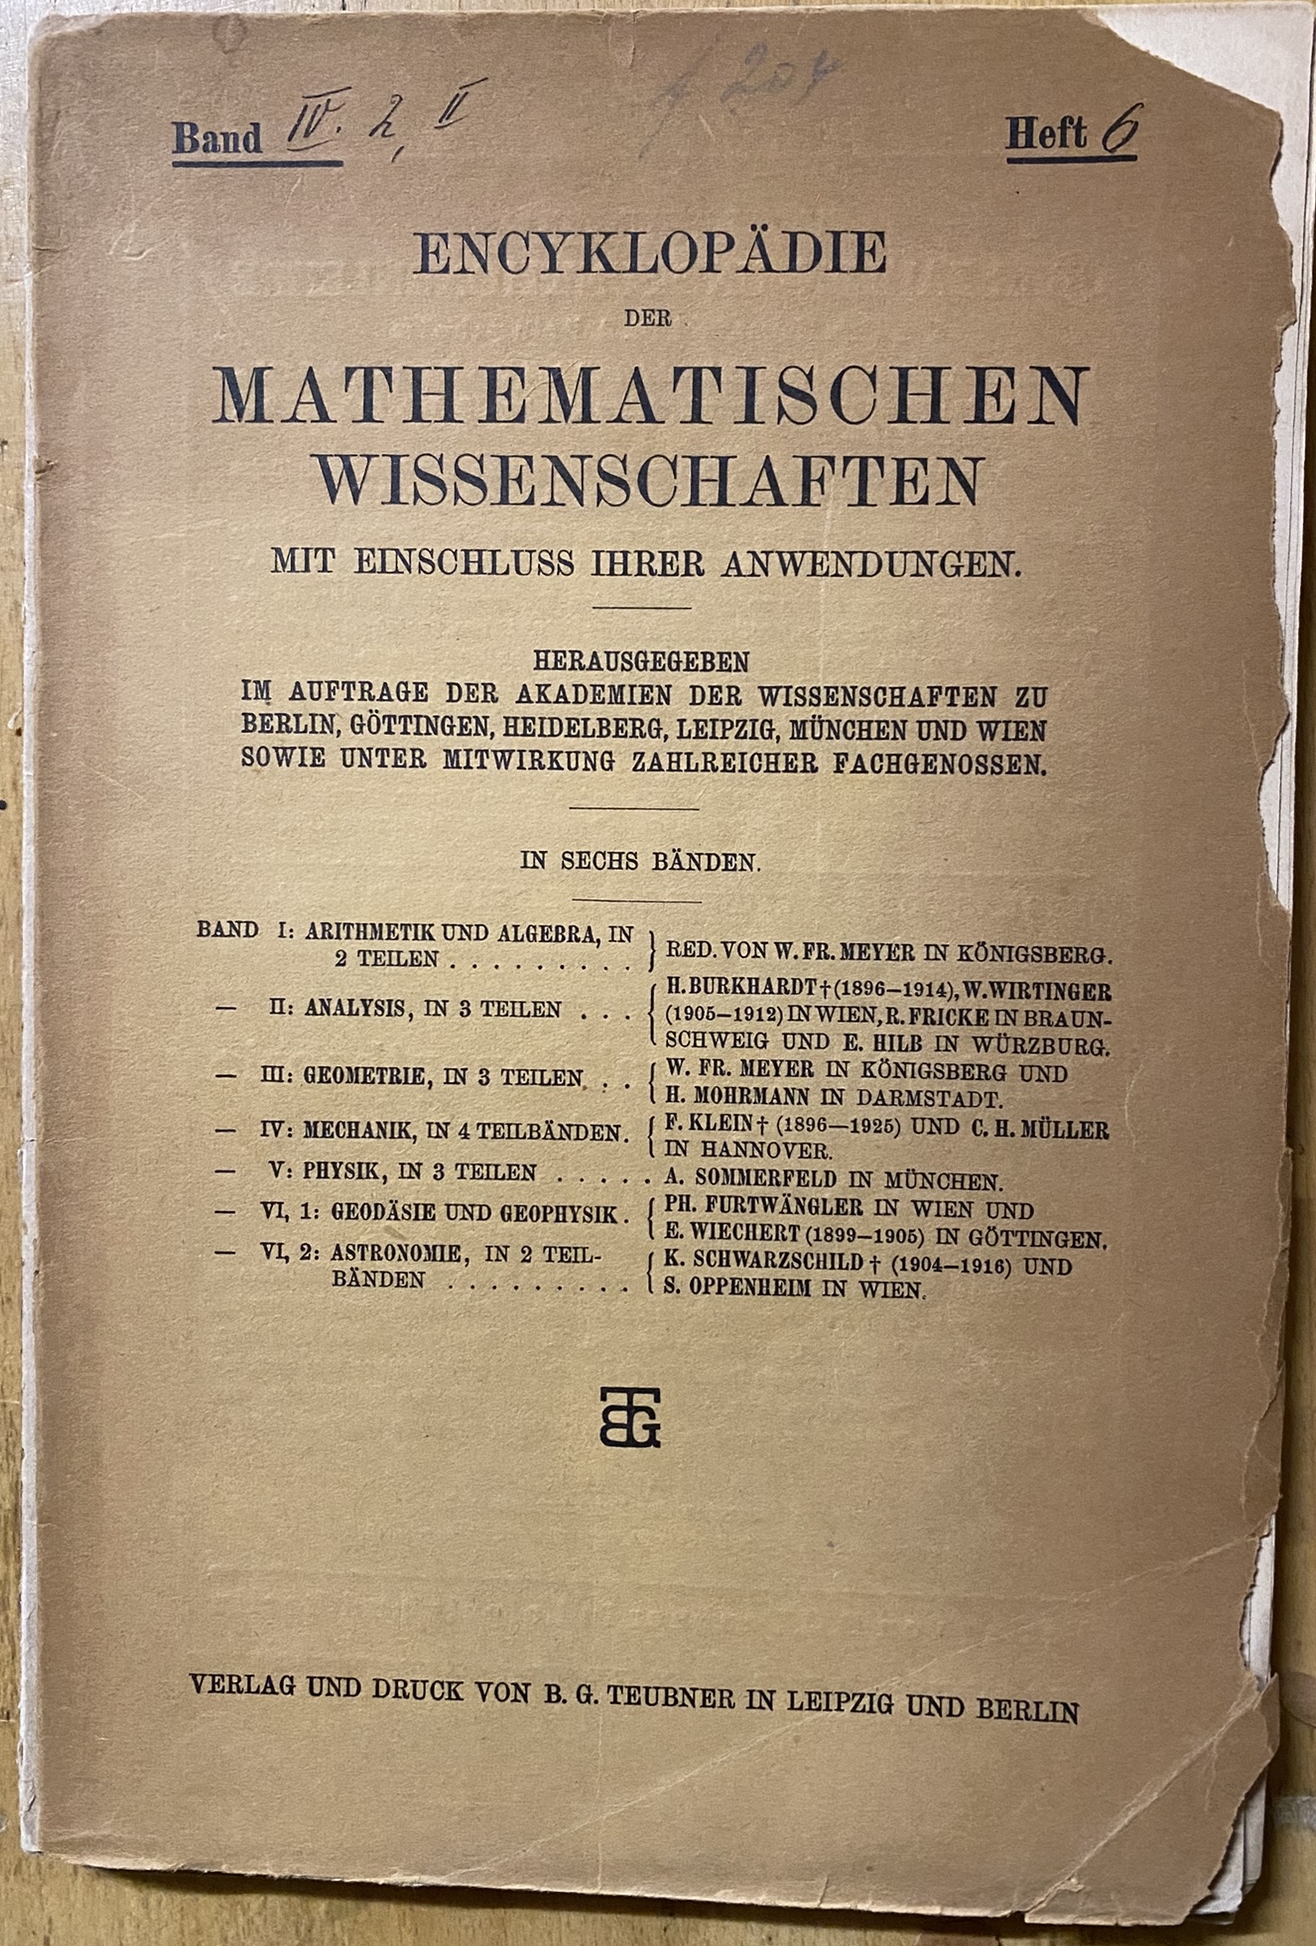 204
Band IV. 2, II Heft 6
ENCYKLOPÄDIE
DER
MATHEMATISCHEN
WISSENSCHAFTEN
MIT EINSCHLUSS IHRER ANWENDUNGEN.
HERAUSGEGEBEN
IM AUFTRAGE DER AKADEMIEN DER WISSENSCHAFTEN ZU
BERLIN, GÖTTINGEN, HEIDELBERG, LEIPZIG, MÜNCHEN UND WIEN
SOWIE UNTER MITWIRKUNG ZAHLREICHER FACHGENOSSEN.
IN SECHS BÄNDEN.
BAND I: ARITHMETIK UND ALGEBRA, IN
2 TEILEN . . . . . . . . .
RED. VON W. FR. MEYER IN KÖNIGSBERG.
— II: ANALYSIS, IN 3 TEILEN . . .
H. BURKHARDT † (1896—1914), W. WIRTINGER
(1905—1912) IN WIEN, R. FRICKE IN BRAUN-
SCHWEIG UND E. HILB IN WÜRZBURG.
— III: GEOMETRIE, IN 3 TEILEN . . .
W. FR. MEYER IN KÖNIGSBERG UND
H. MOHRMANN IN DARMSTADT.
— IV: MECHANIK, IN 4 TEILBÄNDEN.
F. KLEIN † (1896—1925) UND C. H. MÜLLER
IN HANNOVER.
— V: PHYSIK, IN 3 TEILEN . . . . . A. SOMMERFELD IN MÜNCHEN.
— VI, 1: GEODÄSIE UND GEOPHYSIK .
PH. FURTWÄNGLER IN WIEN UND
E. WIECHERT (1899—1905) IN GÖTTINGEN.
— VI, 2: ASTRONOMIE, IN 2 TEIL-
BÄNDEN . . . . . . . . .
K. SCHWARZSCHILD † (1904—1916) UND
S. OPPENHEIM IN WIEN.
BTG
VERLAG UND DRUCK VON B. G. TEUBNER IN LEIPZIG UND BERLIN